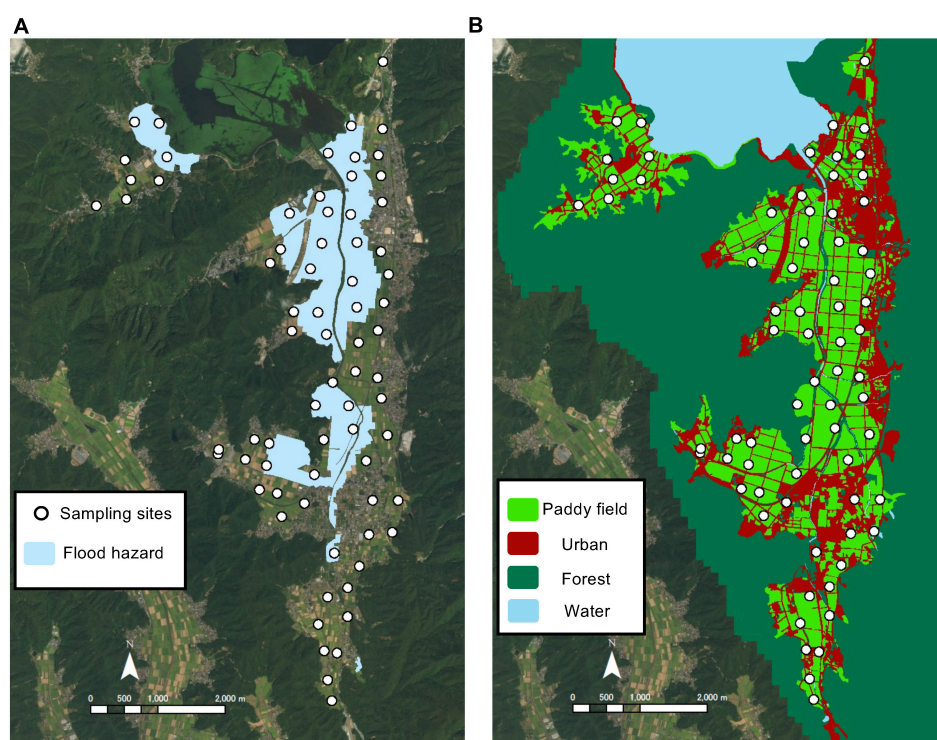 A
B
Sampling sites
Flood hazard
N
0 500 1,000 2,000 m
Paddy field
Urban
Forest
Water
N
0 500 1,000 2,000 m